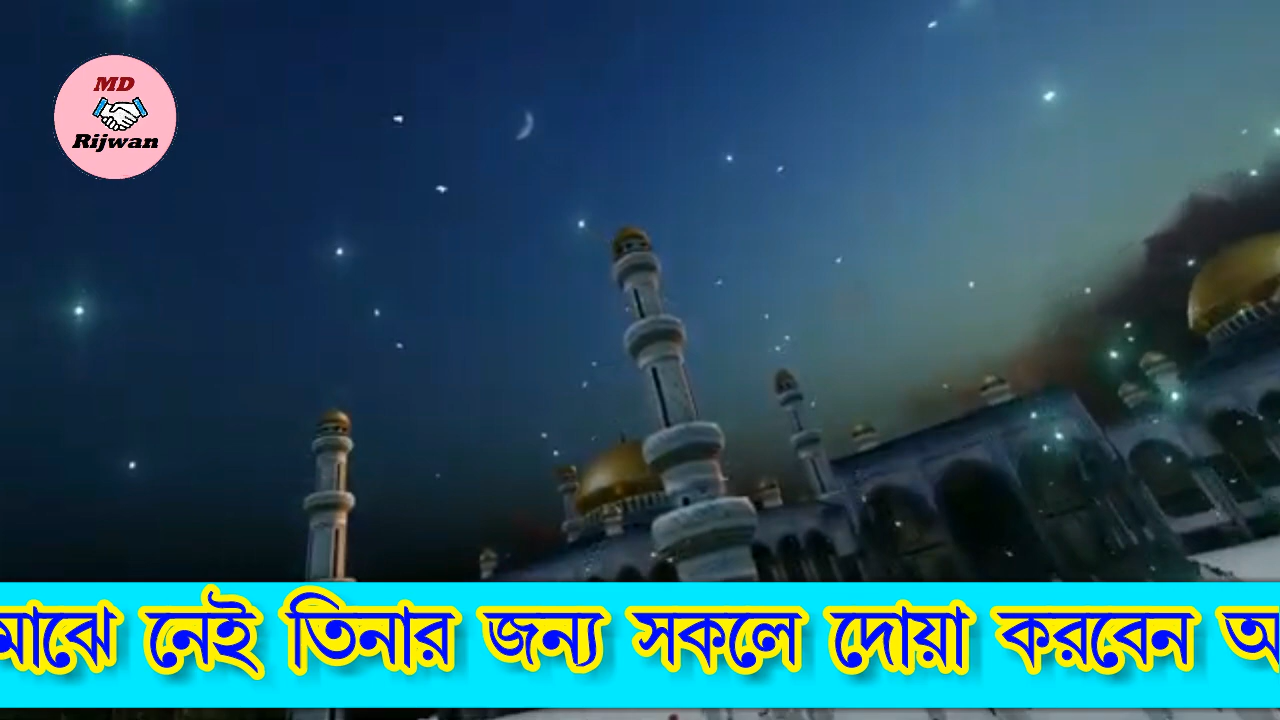 MD
Rijwan
মাঝে নেই তিনার জন্য সকলে দোয়া করবেন অ